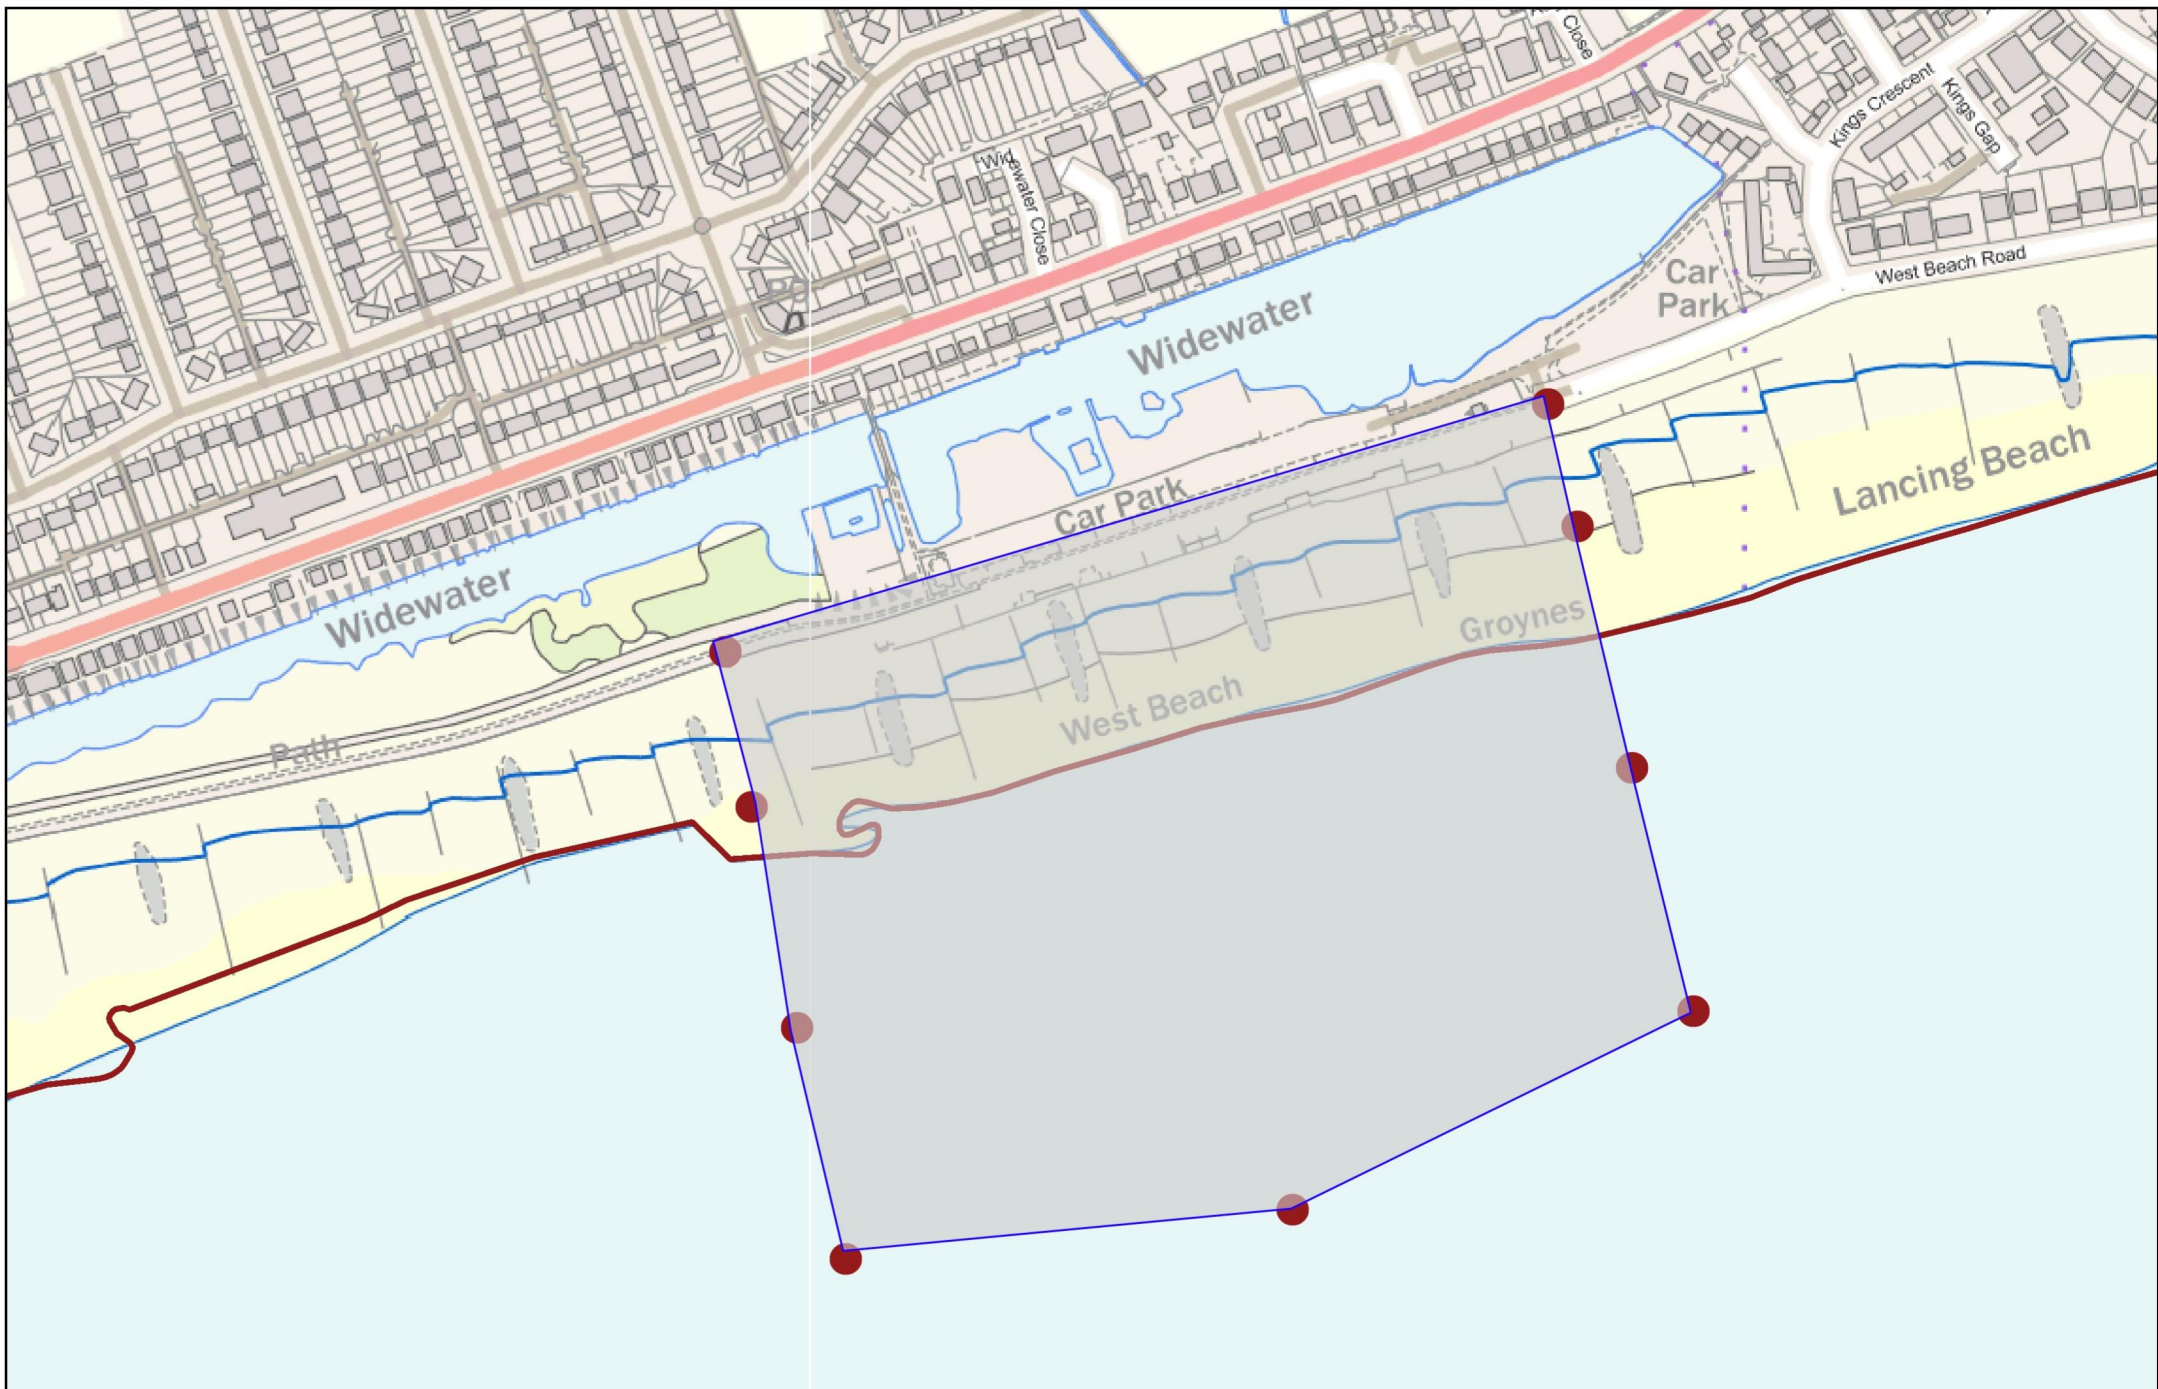 Close
Kings Crescent
Kings Gap
Widewater Close
West Beach Road
Car
Park
PO
Widewater
Lancing Beach
Car Park
Widewater
Groynes
West Beach
Path